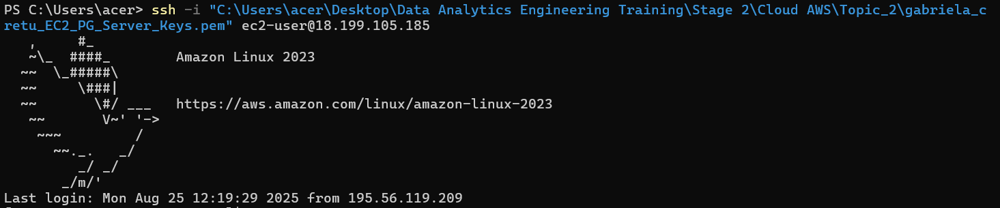 PS C:\Users\acer> ssh -i "C:\Users\acer\Desktop\Data Analytics Engineering Training\Stage 2\Cloud AWS\Topic_2\gabriela_c
retu_EC2_PG_Server_Keys.pem" ec2-user@18.199.105.185
   ,     #_
   ~\_  ####_        Amazon Linux 2023
  ~~  \_#####\
  ~~     \###|
  ~~       \#/ ___   https://aws.amazon.com/linux/amazon-linux-2023
   ~~       V~' '->
    ~~~         /
      ~~._.   _/
         _/ _/
       _/m/'
Last login: Mon Aug 25 12:19:29 2025 from 195.56.119.209